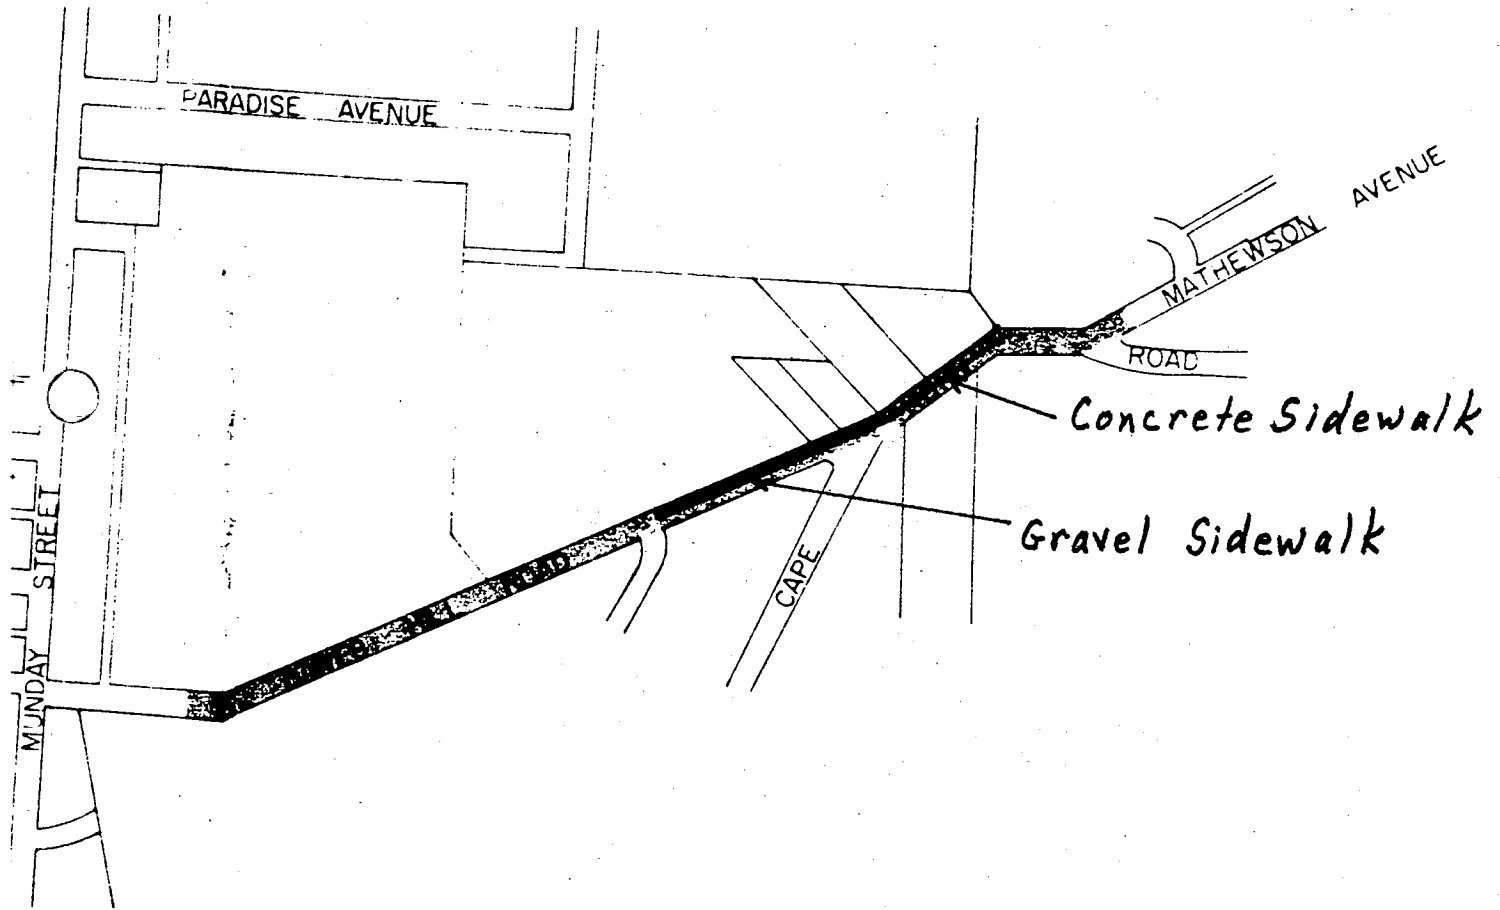 PARADISE AVENUE
MATHEWSON AVENUE
ROAD
Concrete Sidewalk
Gravel Sidewalk
CAPE
MUNDAY STREET